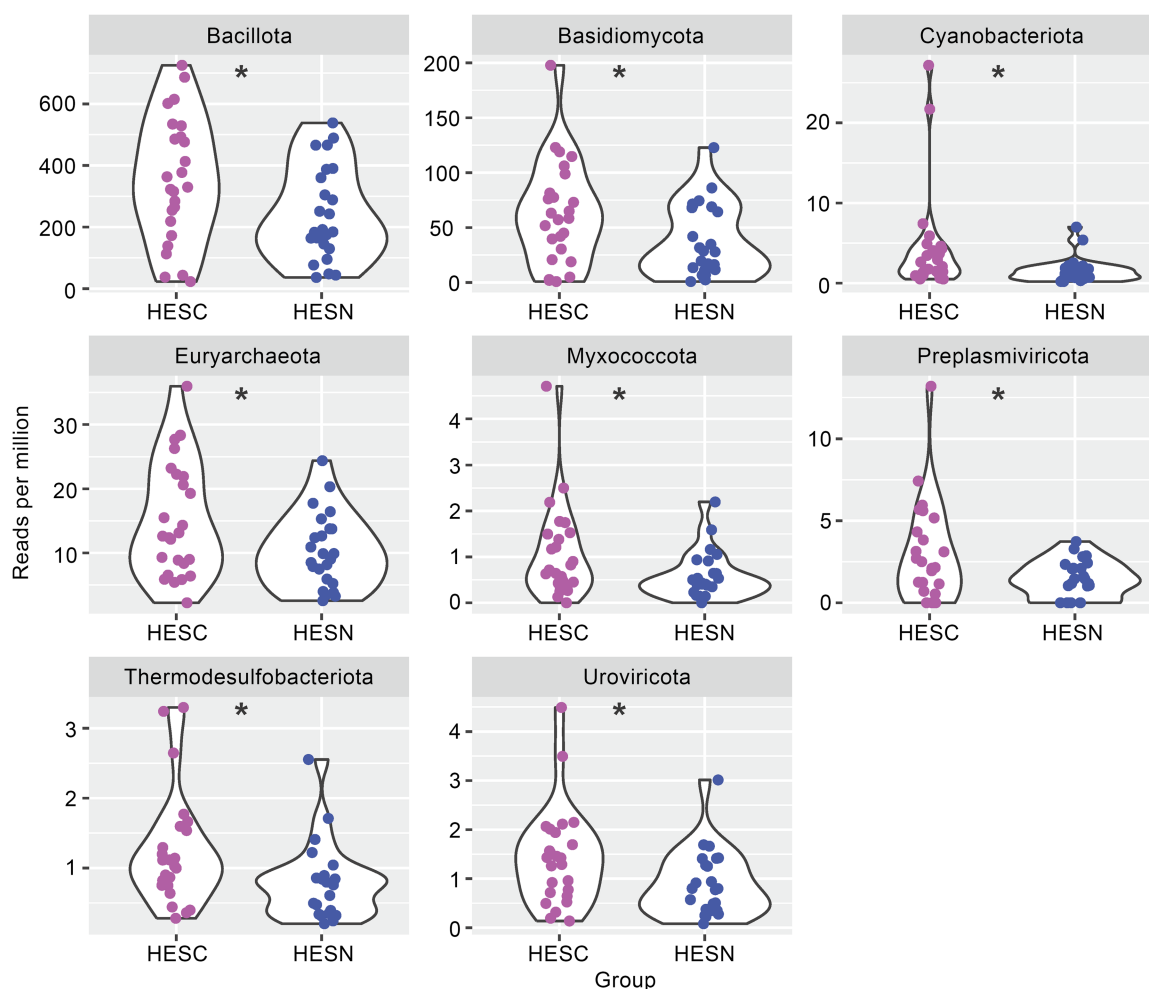 Bacillota
Basidiomycota
Cyanobacteriota
*
*
*
600
400
200
0
200
150
100
50
0
20
10
0
HESC
HESN
HESC
HESN
HESC
HESN
Euryarchaeota
Myxococcota
Preplasmiviricota
*
*
*
30
20
10
4
3
2
1
0
10
5
0
HESC
HESN
HESC
HESN
HESC
HESN
Reads per million
Thermodesulfobacteriota
Uroviricota
*
*
3
2
1
4
3
2
1
0
HESC
HESN
HESC
HESN
Group